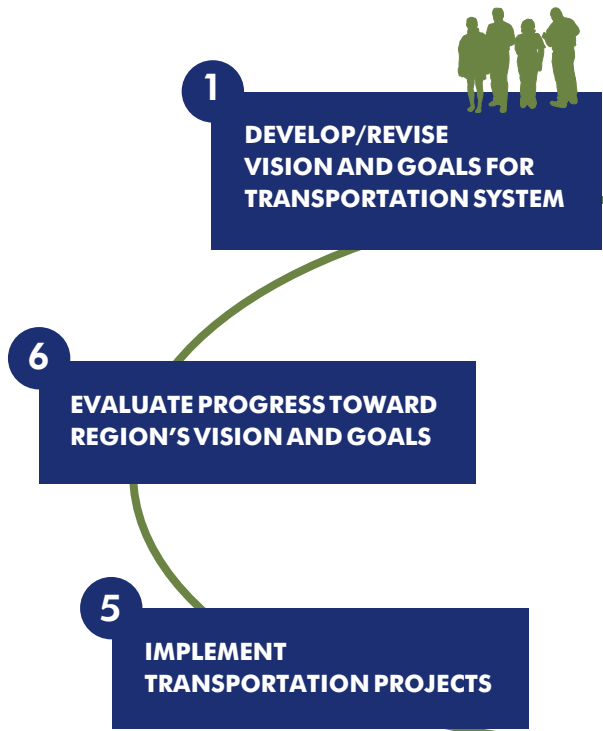 1
DEVELOP/REVISE
VISION AND GOALS FOR
TRANSPORTATION SYSTEM
6
EVALUATE PROGRESS TOWARD
REGION’S VISION AND GOALS
5
IMPLEMENT
TRANSPORTATION PROJECTS